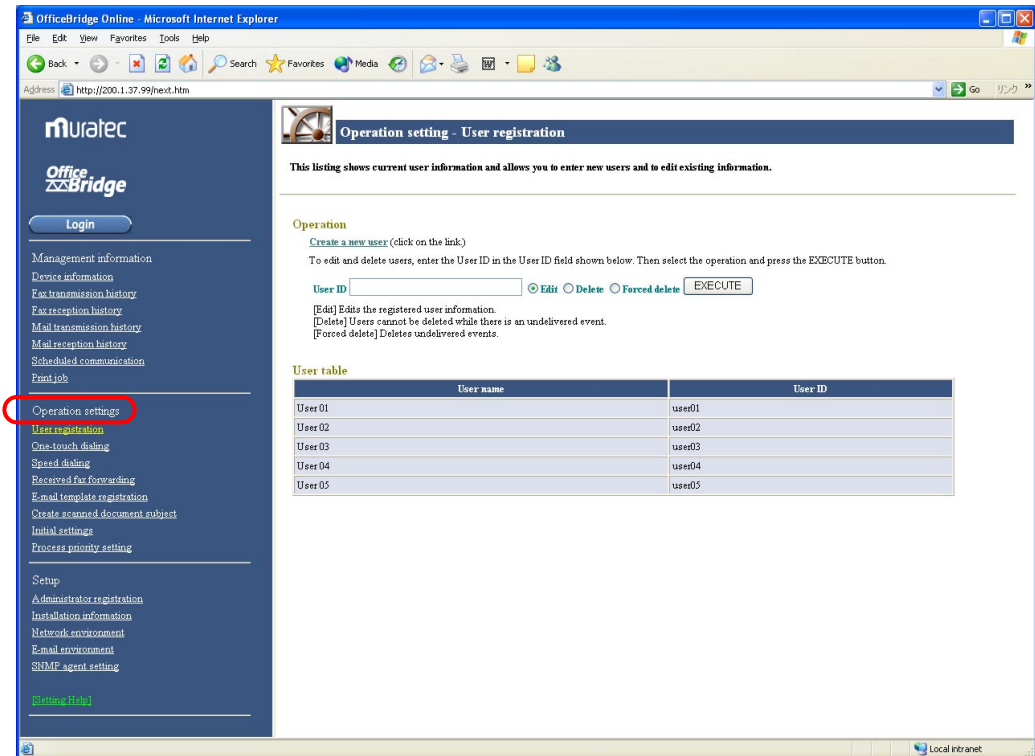 OfficeBridge Online - Microsoft Internet Explorer
File Edit View Favorites Tools Help
Back Search Favorites Media
Address http://200.1.37.99/next.htm Go リンク »
muratec
Office
Bridge
Login
Management information
Device information
Fax transmission history
Fax reception history
Mail transmission history
Mail reception history
Scheduled communication
Print job
Operation settings
User registration
One-touch dialing
Speed dialing
Received fax forwarding
E-mail template registration
Create scanned document subject
Initial settings
Process priority setting
Setup
Administrator registration
Installation information
Network environment
E-mail environment
SNMP agent setting
[Setting Help]
Operation setting - User registration
This listing shows current user information and allows you to enter new users and to edit existing information.
Operation
Create a new user (click on the link.)
To edit and delete users, enter the User ID in the User ID field shown below. Then select the operation and press the EXECUTE button.
User ID Edit Delete Forced delete EXECUTE
[Edit] Edits the registered user information.
[Delete] Users cannot be deleted while there is an undelivered event.
[Forced delete] Deletes undelivered events.
User table
User name User ID
User 01 user01
User 02 user02
User 03 user03
User 04 user04
User 05 user05
Local intranet